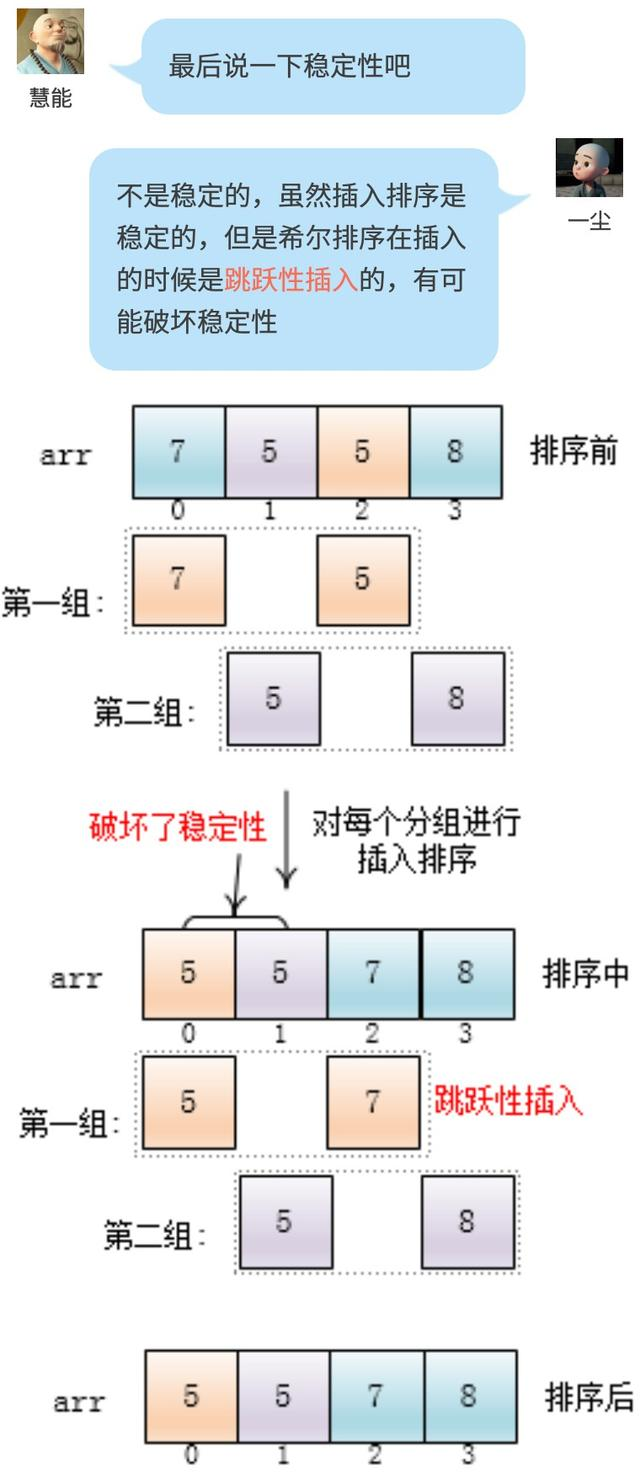 最后说一下稳定性吧
慧能
不是稳定的，虽然插入排序是
稳定的，但是希尔排序在插入
的时候是跳跃性插入的，有可
能破坏稳定性
一尘
arr 7 5 5 8 排序前
0 1 2 3
第一组： 7 5
第二组： 5 8
破坏了稳定性
对每个分组进行
插入排序
arr 5 5 7 8 排序中
0 1 2 3
第一组： 5 7 跳跃性插入
第二组： 5 8
arr 5 5 7 8 排序后
0 1 2 3